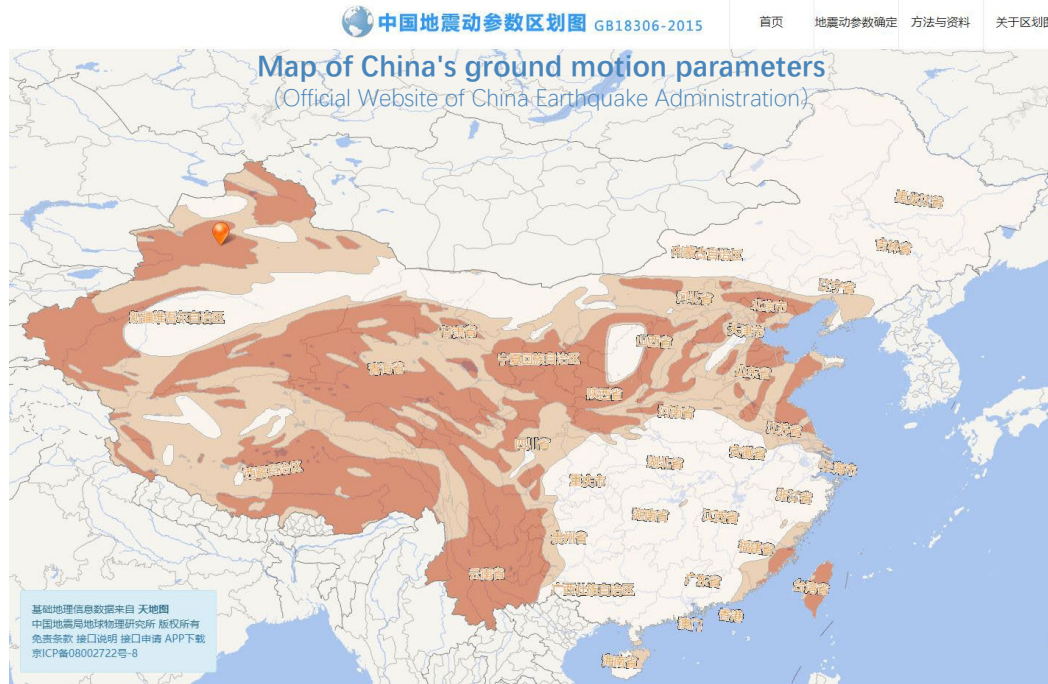 中国地震动参数区划图 GB18306-2015
首页
地震动参数确定
方法与资料
关于区划图
Map of China's ground motion parameters
(Official Website of China Earthquake Administration)
黑龙江省
吉林省
内蒙古自治区
辽宁省
河北省
北京市
天津市
新疆维吾尔自治区
甘肃省
山西省
宁夏回族自治区
青海省
山东省
陕西省
河南省
江苏省
四川省
安徽省
西藏自治区
湖北省
上海市
重庆市
浙江省
湖南省
江西省
贵州省
福建省
云南省
广东省
台湾省
广西壮族自治区
香港
澳门
海南省
基础地理信息数据来自 天地图
中国地震局地球物理研究所 版权所有
免责条款 接口说明 接口申请 APP下载
京ICP备08002722号-8